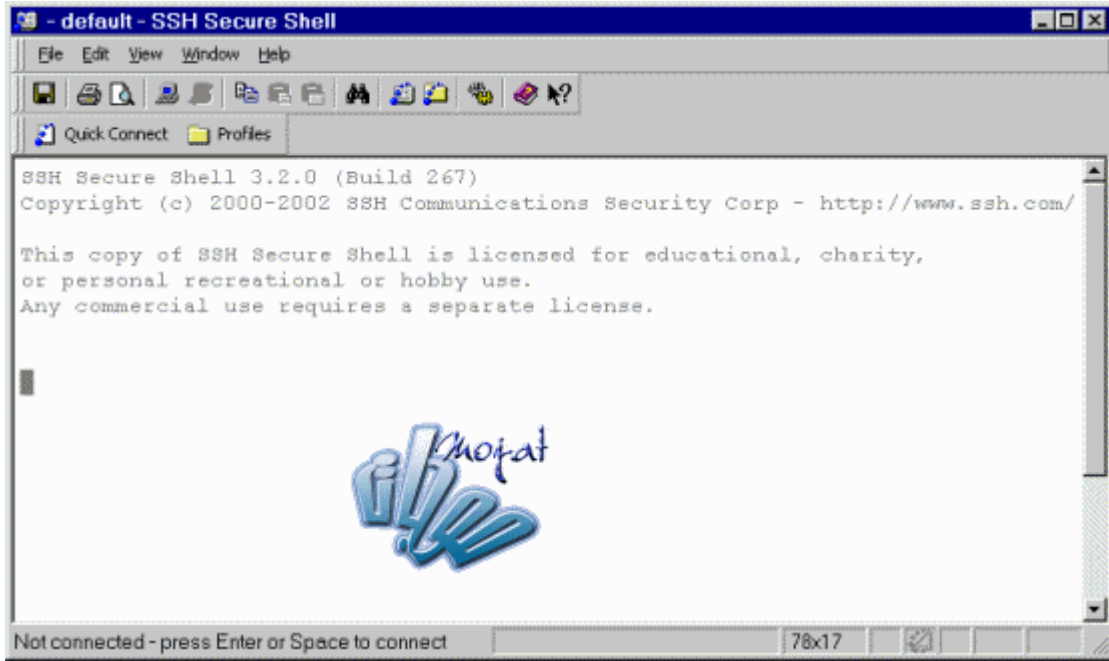 - default - SSH Secure Shell
File Edit View Window Help
Quick Connect Profiles
SSH Secure Shell 3.2.0 (Build 267)
Copyright (c) 2000-2002 SSH Communications Security Corp - http://www.ssh.com/
This copy of SSH Secure Shell is licensed for educational, charity,
or personal recreational or hobby use.
Any commercial use requires a separate license.
Not connected - press Enter or Space to connect 78x17